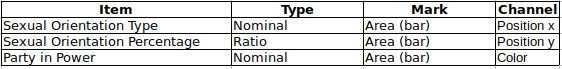 Item Type Mark Channel
Sexual Orientation Type Nominal Area (bar) Position x
Sexual Orientation Percentage Ratio Area (bar) Position y
Party in Power Nominal Area (bar) Color